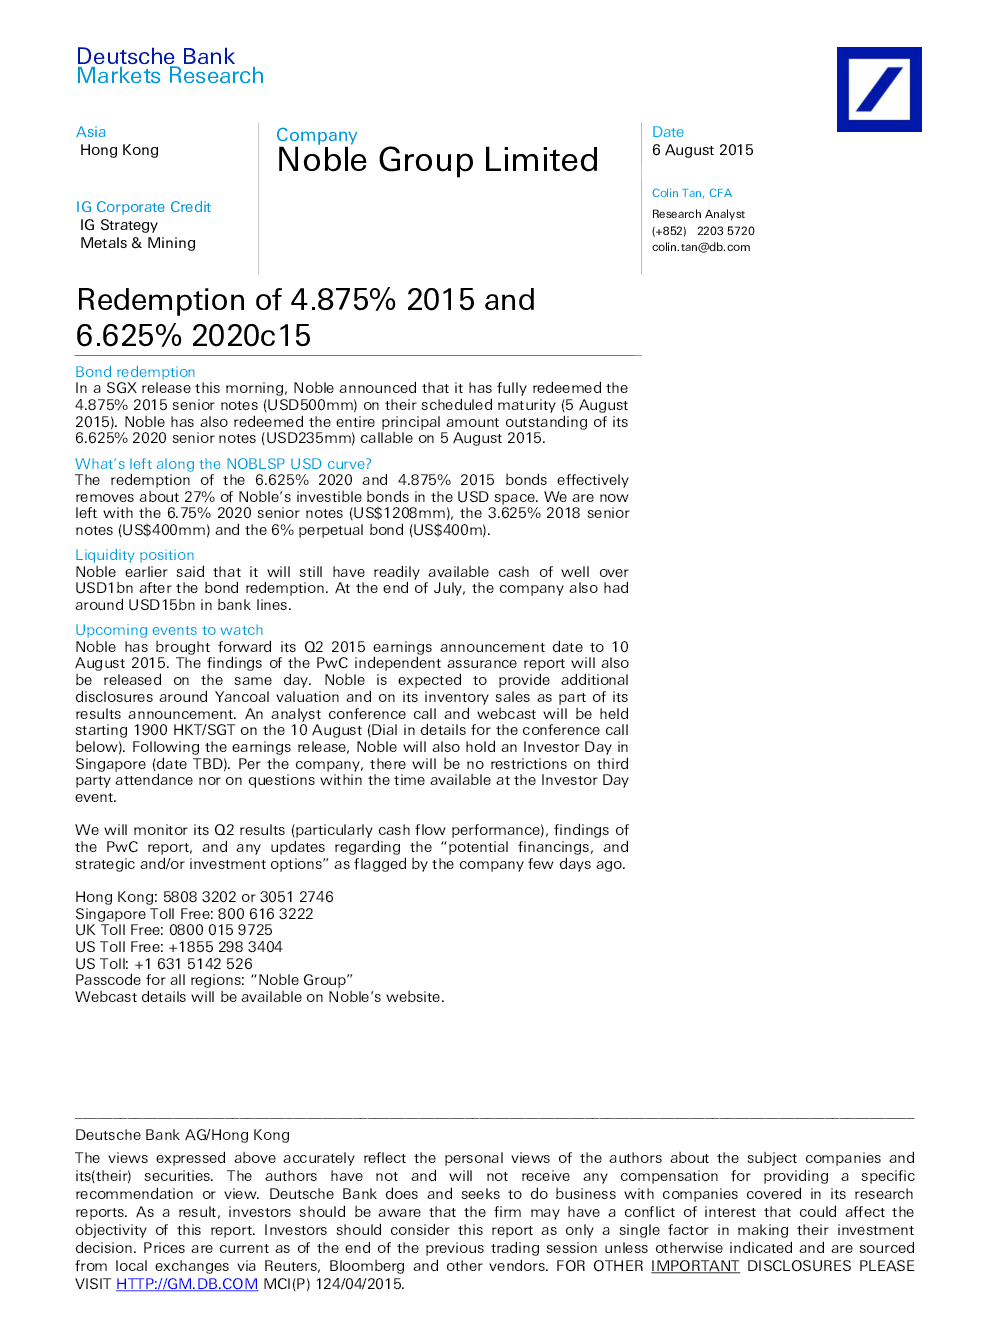 Deutsche Bank
Markets Research
Asia
Hong Kong
IG Corporate Credit
IG Strategy
Metals & Mining
Company
Noble Group Limited
Date
6 August 2015
Colin Tan, CFA
Research Analyst
(+852) 2203 5720
colin.tan@db.com
Redemption of 4.875% 2015 and
6.625% 2020c15
Bond redemption
In a SGX release this morning, Noble announced that it has fully redeemed the
4.875% 2015 senior notes (USD500mm) on their scheduled maturity (5 August
2015). Noble has also redeemed the entire principal amount outstanding of its
6.625% 2020 senior notes (USD235mm) callable on 5 August 2015.
What's left along the NOBLSP USD curve?
The redemption of the 6.625% 2020 and 4.875% 2015 bonds effectively
removes about 27% of Noble's investible bonds in the USD space. We are now
left with the 6.75% 2020 senior notes (US$1208mm), the 3.625% 2018 senior
notes (US$400mm) and the 6% perpetual bond (US$400m).
Liquidity position
Noble earlier said that it will still have readily available cash of well over
USD1bn after the bond redemption. At the end of July, the company also had
around USD15bn in bank lines.
Upcoming events to watch
Noble has brought forward its Q2 2015 earnings announcement date to 10
August 2015. The findings of the PwC independent assurance report will also
be released on the same day. Noble is expected to provide additional
disclosures around Yancoal valuation and on its inventory sales as part of its
results announcement. An analyst conference call and webcast will be held
starting 1900 HKT/SGT on the 10 August (Dial in details for the conference call
below). Following the earnings release, Noble will also hold an Investor Day in
Singapore (date TBD). Per the company, there will be no restrictions on third
party attendance nor on questions within the time available at the Investor Day
event.
We will monitor its Q2 results (particularly cash flow performance), findings of
the PwC report, and any updates regarding the "potential financings, and
strategic and/or investment options" as flagged by the company few days ago.
Hong Kong: 5808 3202 or 3051 2746
Singapore Toll Free: 800 616 3222
UK Toll Free: 0800 015 9725
US Toll Free: +1855 298 3404
US Toll: +1 631 5142 526
Passcode for all regions: "Noble Group"
Webcast details will be available on Noble's website.
Deutsche Bank AG/Hong Kong
The views expressed above accurately reflect the personal views of the authors about the subject companies and
its(their) securities. The authors have not and will not receive any compensation for providing a specific
recommendation or view. Deutsche Bank does and seeks to do business with companies covered in its research
reports. As a result, investors should be aware that the firm may have a conflict of interest that could affect the
objectivity of this report. Investors should consider this report as only a single factor in making their investment
decision. Prices are current as of the end of the previous trading session unless otherwise indicated and are sourced
from local exchanges via Reuters, Bloomberg and other vendors. FOR OTHER IMPORTANT DISCLOSURES PLEASE
VISIT HTTP://GM.DB.COM MCI(P) 124/04/2015.